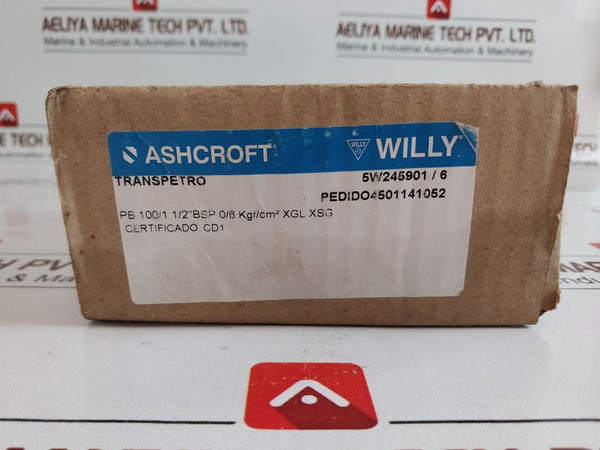 AELIYA MARINE TECH PVT. LTD.
Marine & Industrial Automation & Machinery
AELIYA MARINE TECH PVT. LTD.
Marine & Industrial Automation & Machinery
ASHCROFT
WILLY
WILLY
TRANSPETRO
5W245901 / 6
PEDIDO4501141052
PB 100/1 1/2"BSP 0/6 Kgf/cm² XGL XSG
CERTIFICADO CD1